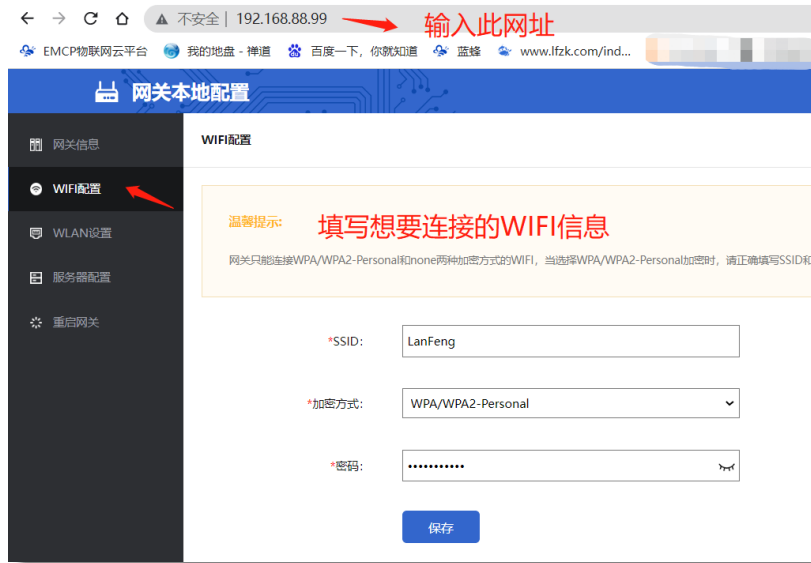 不安全 | 192.168.88.99
输入此网址
EMCP物联网云平台 我的地盘 - 禅道 百度一下，你就知道 蓝蜂 www.lfzk.com/ind...
网关本地配置
网关信息
WIFI配置
WLAN设置
服务器配置
重启网关
WIFI配置
温馨提示:
填写想要连接的WIFI信息
网关只能连接WPA/WPA2-Personal和none两种加密方式的WIFI，当选择WPA/WPA2-Personal加密时，请正确填写SSID和
*SSID: LanFeng
*加密方式: WPA/WPA2-Personal
*密码: •••••••••••
保存